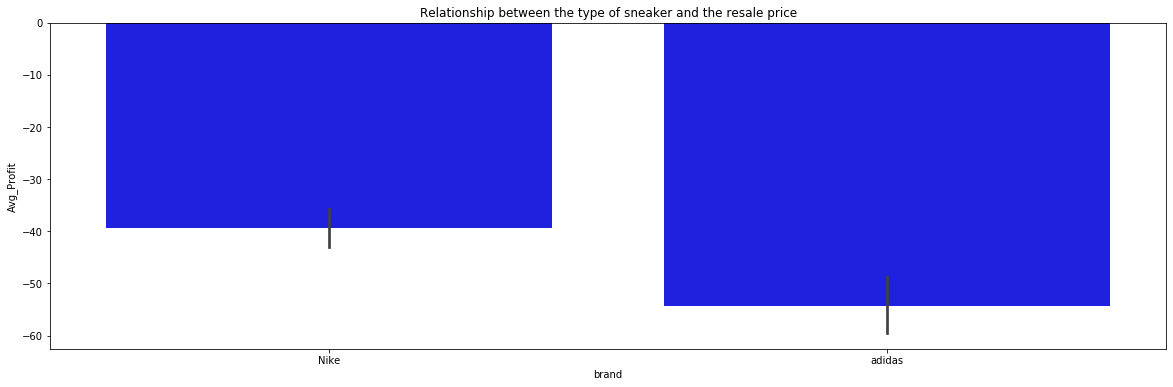 Relationship between the type of sneaker and the resale price
0
−10
−20
−30
−40
−50
−60
Avg_Profit
Nike
adidas
brand